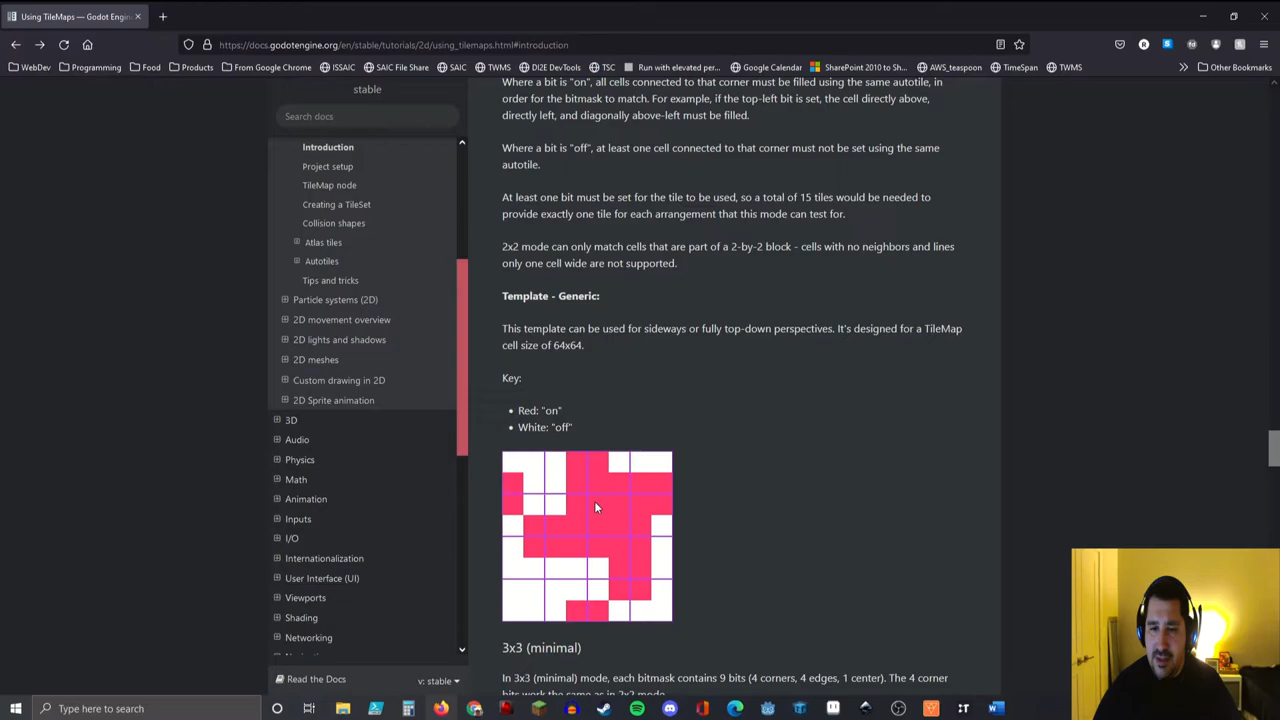 Using TileMaps — Godot Engin
https://docs.godotengine.org/en/stable/tutorials/2d/using_tilemaps.html#introduction
WebDev Programming Food Products From Google Chrome ISSAIC SAIC File Share SAIC TWMS DI2E DevTools TSC Run with elevated per... Google Calendar SharePoint 2010 to Sh... AWS_teaspoon TimeSpan TWMS Other Bookmarks
stable
Search docs
Introduction
Project setup
TileMap node
Creating a TileSet
Collision shapes
Atlas tiles
Autotiles
Tips and tricks
Particle systems (2D)
2D movement overview
2D lights and shadows
2D meshes
Custom drawing in 2D
2D Sprite animation
3D
Audio
Physics
Math
Animation
Inputs
I/O
Internationalization
User Interface (UI)
Viewports
Shading
Networking
Read the Docs v: stable
Where a bit is "on", all cells connected to that corner must be filled using the same autotile, in
order for the bitmask to match. For example, if the top-left bit is set, the cell directly above,
directly left, and diagonally above-left must be filled.
Where a bit is "off", at least one cell connected to that corner must not be set using the same
autotile.
At least one bit must be set for the tile to be used, so a total of 15 tiles would be needed to
provide exactly one tile for each arrangement that this mode can test for.
2x2 mode can only match cells that are part of a 2-by-2 block - cells with no neighbors and lines
only one cell wide are not supported.
Template - Generic:
This template can be used for sideways or fully top-down perspectives. It's designed for a TileMap
cell size of 64x64.
Key:
Red: "on"
White: "off"
3x3 (minimal)
In 3x3 (minimal) mode, each bitmask contains 9 bits (4 corners, 4 edges, 1 center). The 4 corner
bits work the same as in 2x2 mode.
Type here to search